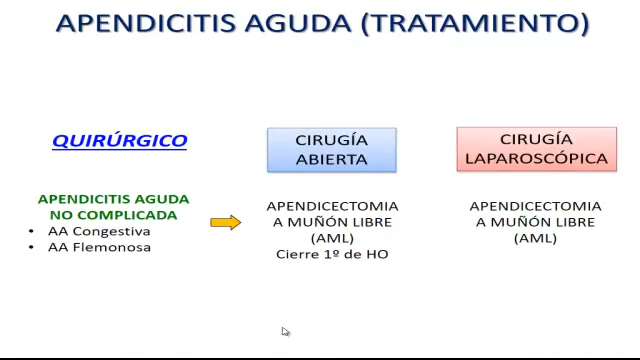 APENDICITIS AGUDA (TRATAMIENTO)
QUIRÚRGICO
CIRUGÍA
ABIERTA
CIRUGÍA
LAPAROSCÓPICA
APENDICITIS AGUDA
NO COMPLICADA
• AA Congestiva
• AA Flemonosa
APENDICECTOMIA
A MUÑÓN LIBRE
(AML)
Cierre 1º de HO
APENDICECTOMIA
A MUÑÓN LIBRE
(AML)